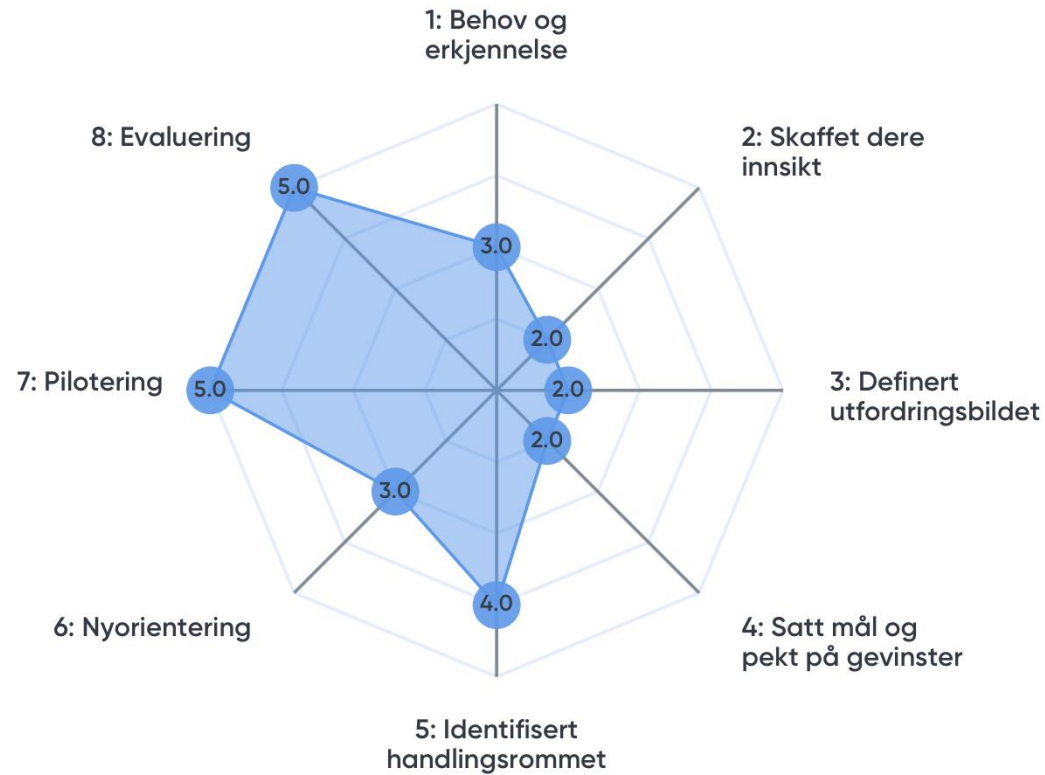 1: Behov og
erkjennelse
8: Evaluering
2: Skaffet dere
innsikt
5.0
3.0
2.0
7: Pilotering
5.0
2.0
3: Definert
utfordringsbildet
2.0
3.0
4.0
6: Nyorientering
4: Satt mål og
pekt på gevinster
5: Identifisert
handlingsrommet